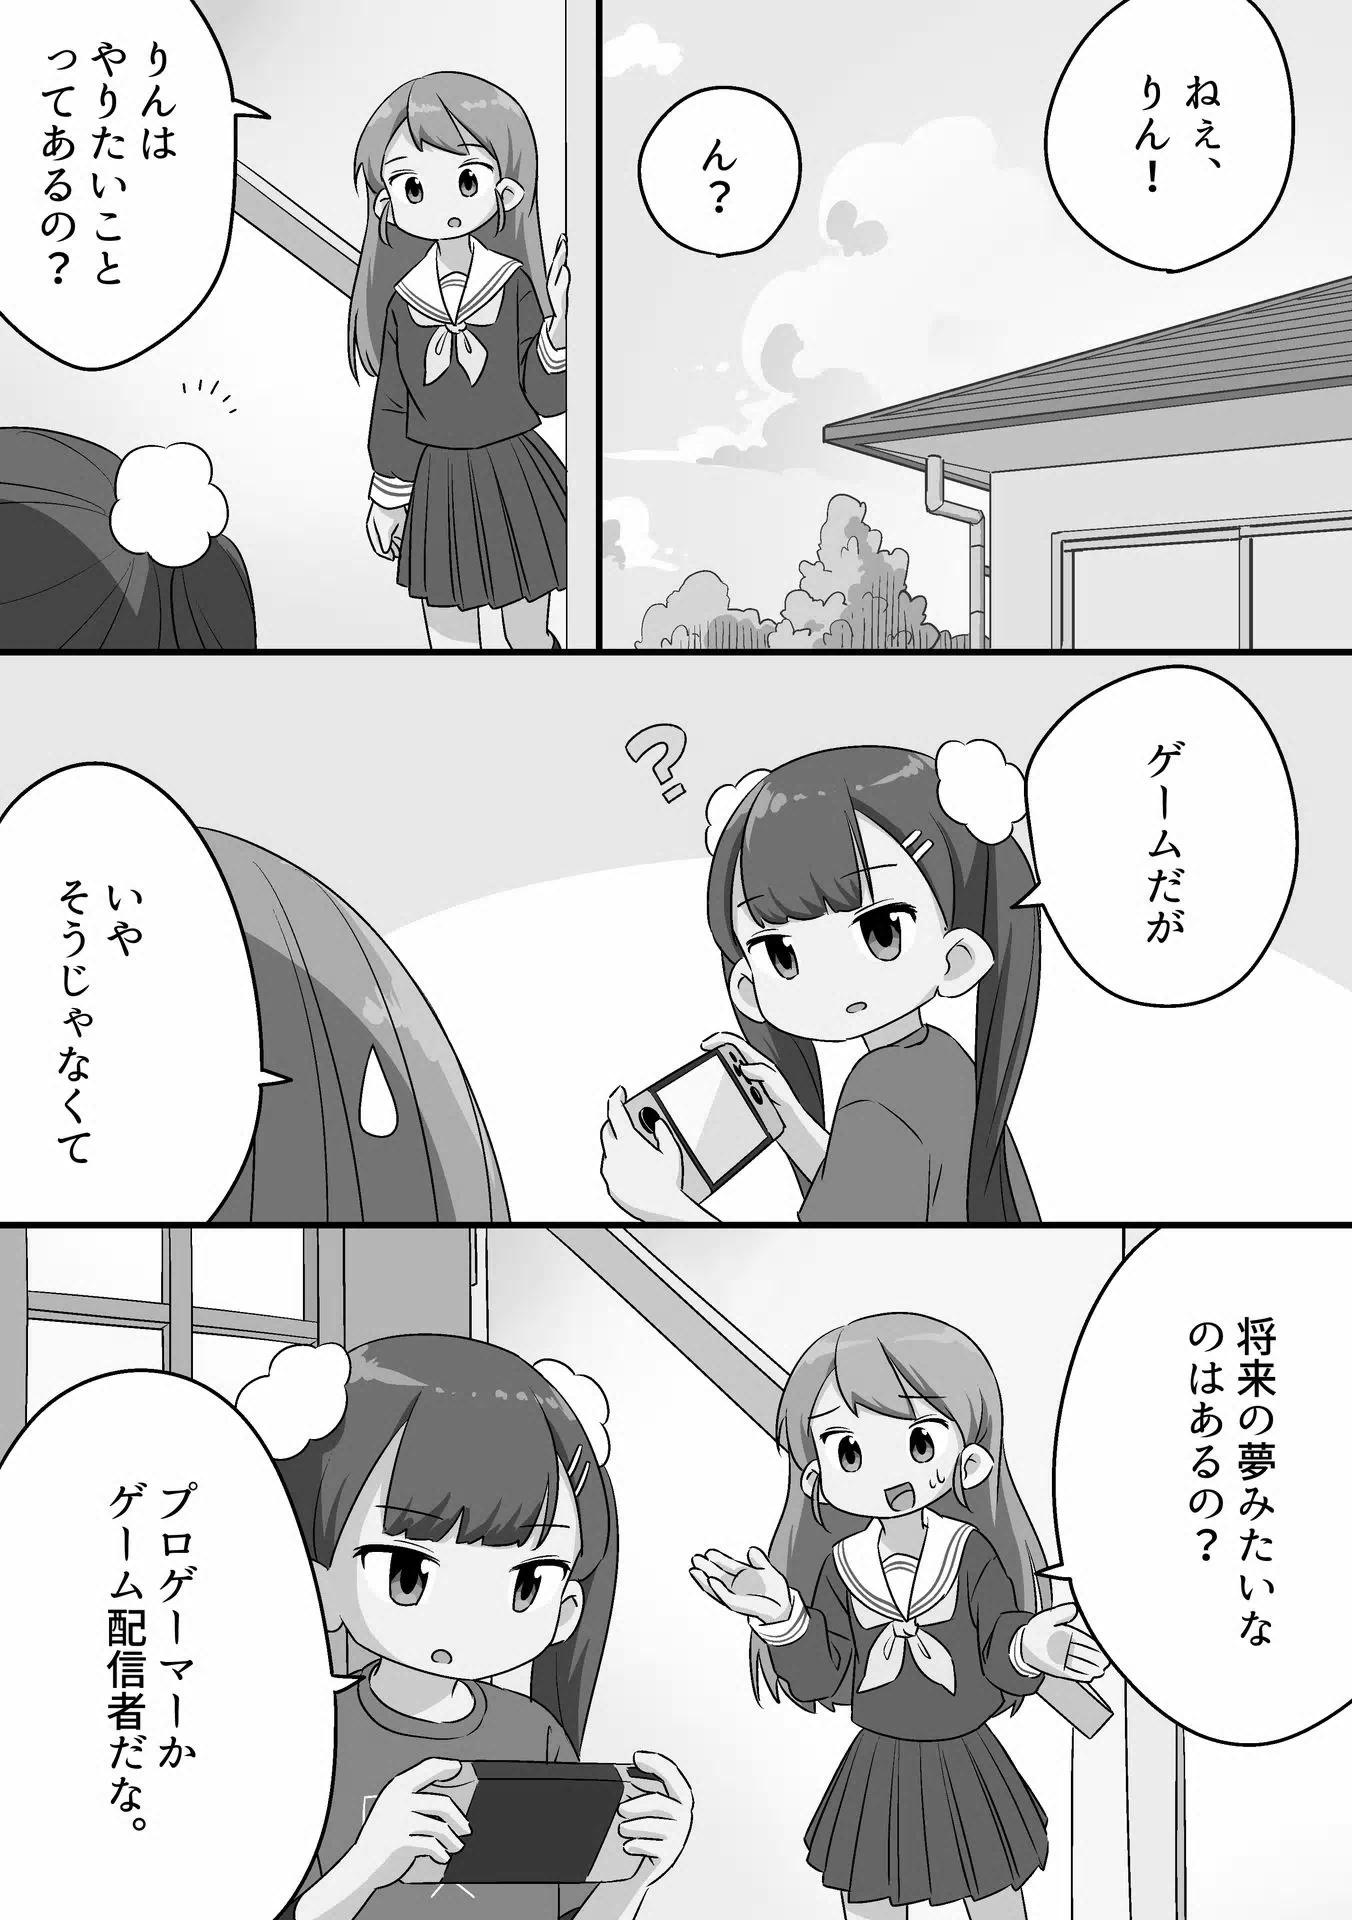 ねぇ、
りん！
ん？
りんは
やりたいこと
ってあるの？
ゲームだが
?
いや
そうじゃなくて
将来の夢みたいな
のはあるの？
プロゲーマーか
ゲーム配信者だな。